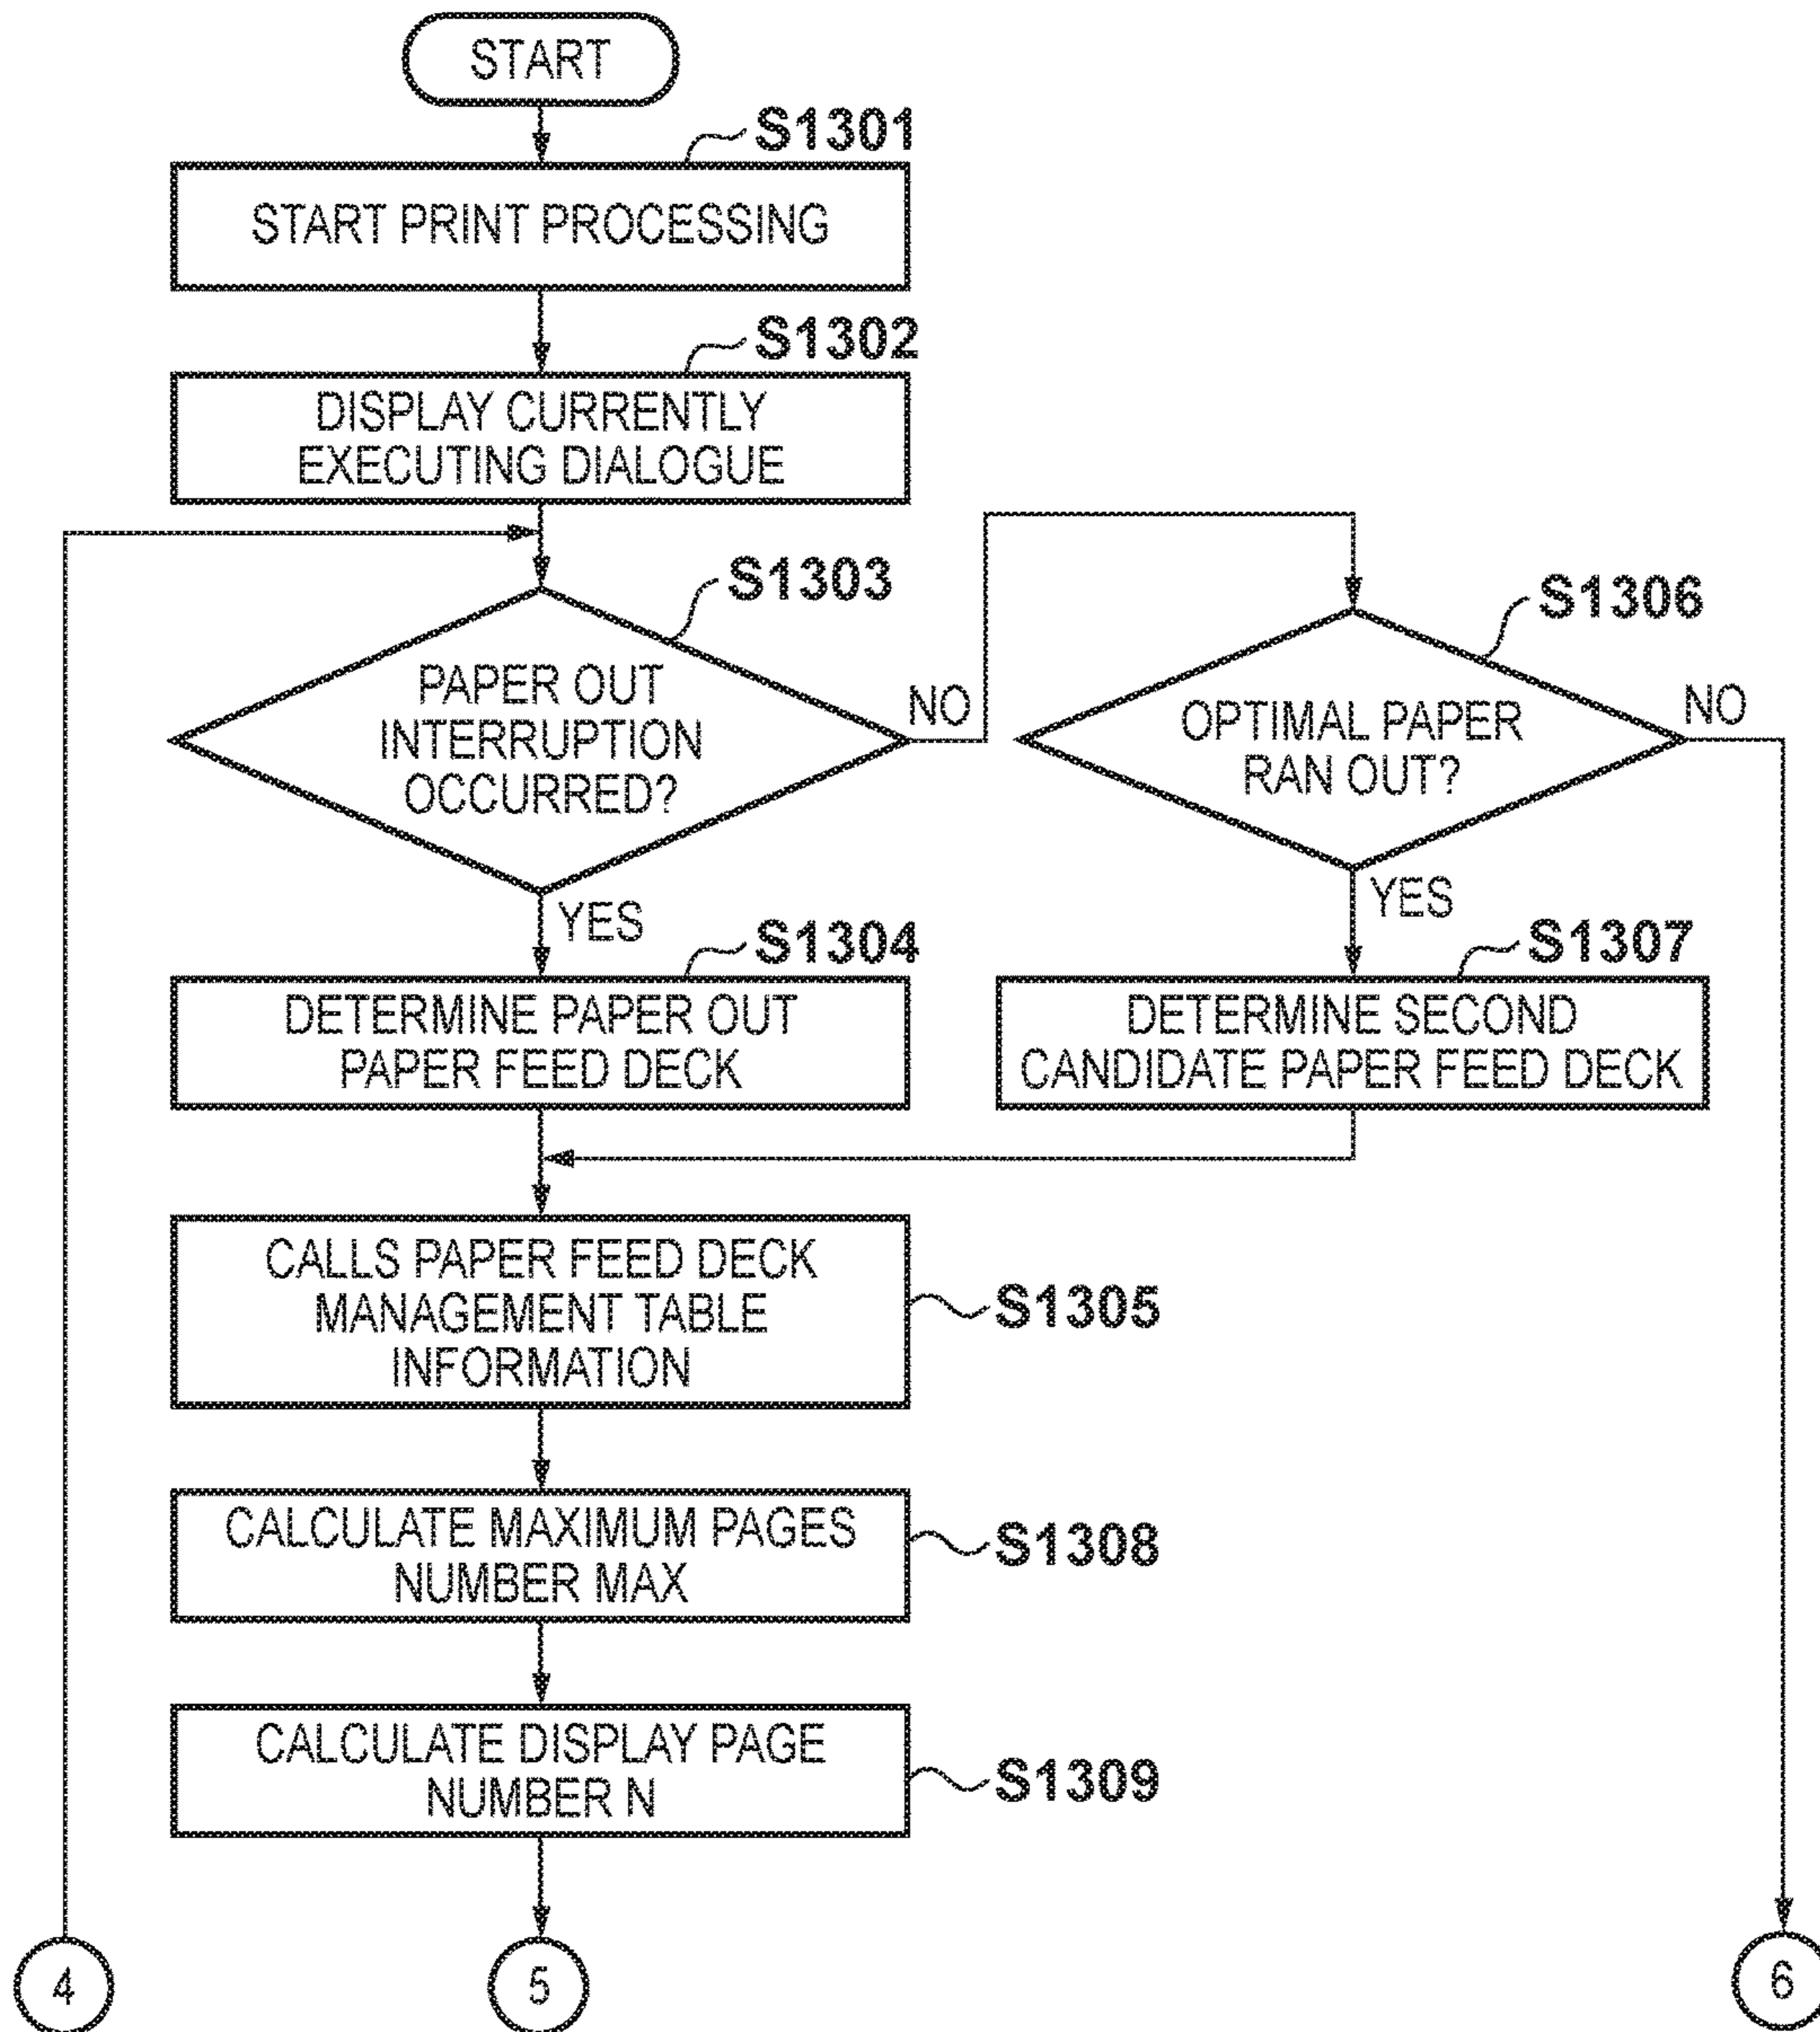 START
S1301
START PRINT PROCESSING
S1302
DISPLAY CURRENTLY
EXECUTING DIALOGUE
S1303
PAPER OUT
INTERRUPTION
OCCURRED?
NO
YES
S1306
OPTIMAL PAPER
RAN OUT?
NO
YES
S1304
DETERMINE PAPER OUT
PAPER FEED DECK
S1307
DETERMINE SECOND
CANDIDATE PAPER FEED DECK
CALLS PAPER FEED DECK
MANAGEMENT TABLE
INFORMATION
S1305
CALCULATE MAXIMUM PAGES
NUMBER MAX
S1308
CALCULATE DISPLAY PAGE
NUMBER N
S1309
4
5
6